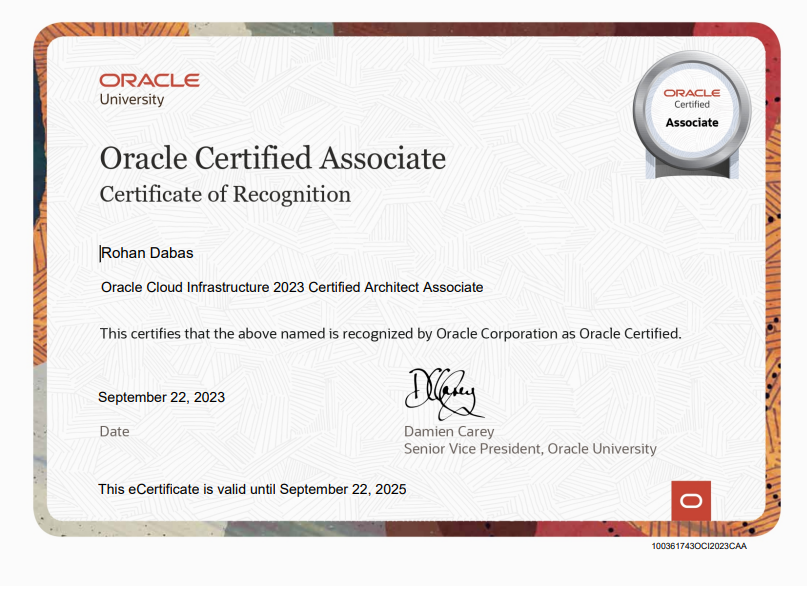 ORACLE
University
ORACLE
Certified
Associate
Oracle Certified Associate
Certificate of Recognition
Rohan Dabas
Oracle Cloud Infrastructure 2023 Certified Architect Associate
This certifies that the above named is recognized by Oracle Corporation as Oracle Certified.
September 22, 2023
Date
DCarey
Damien Carey
Senior Vice President, Oracle University
This eCertificate is valid until September 22, 2025
100361743OCI2023CAA